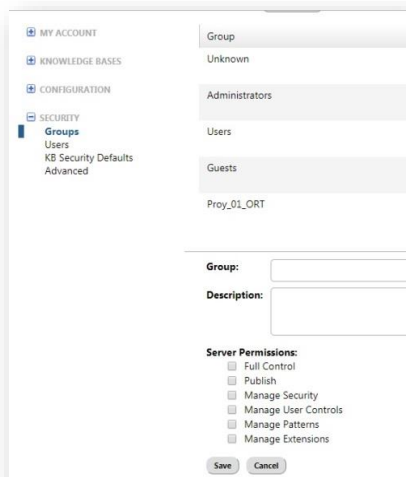 MY ACCOUNT
KNOWLEDGE BASES
CONFIGURATION
SECURITY
Groups
Users
KB Security Defaults
Advanced
Group
Unknown
Administrators
Users
Guests
Proy_01_ORT
Group:
Description:
Server Permissions:
Full Control
Publish
Manage Security
Manage User Controls
Manage Patterns
Manage Extensions
Save Cancel